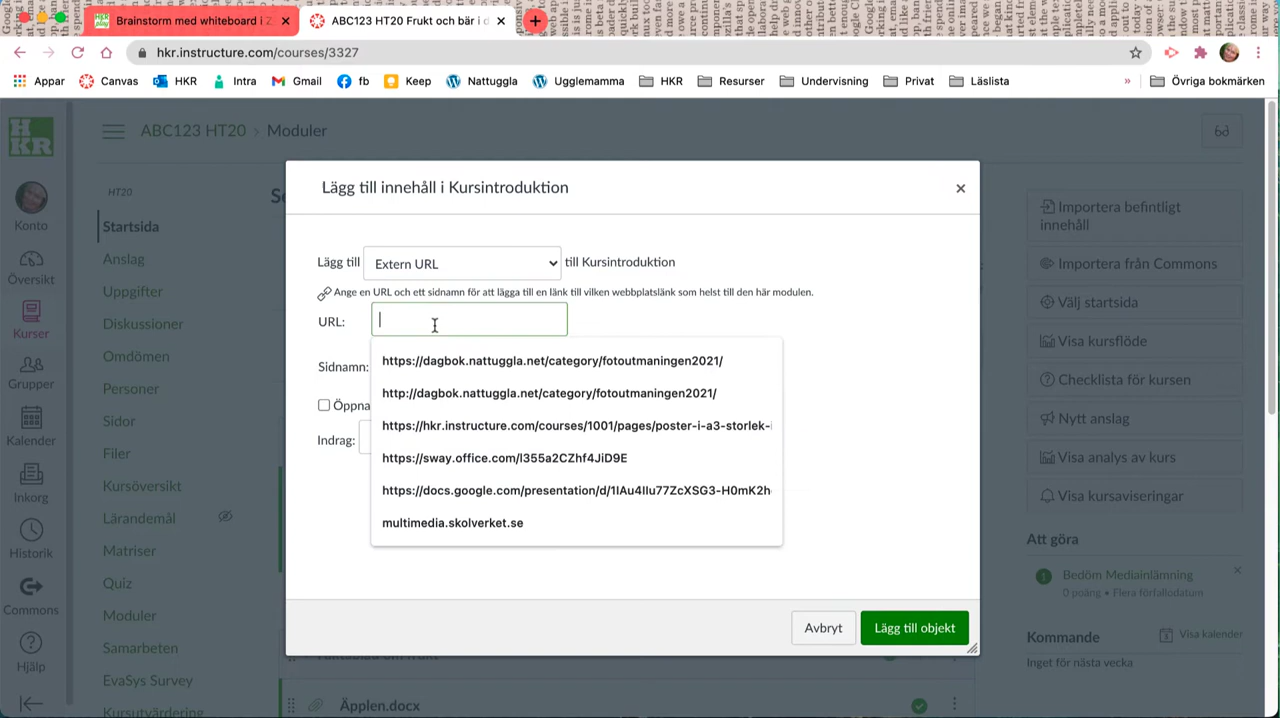 Brainstorm med whiteboard i Z
ABC123 HT20 Frukt och bär i d
hkr.instructure.com/courses/3327
Appar
Canvas
HKR
Intra
Gmail
fb
Keep
Nattuggla
Ugglemamma
HKR
Resurser
Undervisning
Privat
Läslista
»
Övriga bokmärken
HKR
ABC123 HT20 > Moduler
Konto
Översikt
Kurser
Grupper
Kalender
Inkorg
Historik
Commons
Hjälp
HT20
Startsida
Anslag
Uppgifter
Diskussioner
Omdömen
Personer
Sidor
Filer
Kursöversikt
Lärandemål
Matriser
Quiz
Moduler
Samarbeten
EvaSys Survey
Kursutvärdering
Lägg till innehåll i Kursintroduktion
Lägg till Extern URL till Kursintroduktion
Ange en URL och ett sidnamn för att lägga till en länk till vilken webbplatslänk som helst till den här modulen.
URL:
Sidnamn:
Öppna
Indrag:
https://dagbok.nattuggla.net/category/fotoutmaningen2021/
http://dagbok.nattuggla.net/category/fotoutmaningen2021/
https://hkr.instructure.com/courses/1001/pages/poster-i-a3-storlek-
https://sway.office.com/l355a2CZhf4JiD9E
https://docs.google.com/presentation/d/1IAu4Ilu77ZcXSG3-H0mK2h
multimedia.skolverket.se
Avbryt
Lägg till objekt
Äpplen.docx
Importera befintligt
innehåll
Importera från Commons
Välj startsida
Visa kursflöde
Checklista för kursen
Nytt anslag
Visa analys av kurs
Visa kursaviseringar
Att göra
1
Bedöm Mediainlämning
0 poäng • Flera förfallodatum
Kommande
Visa kalender
Inget för nästa vecka